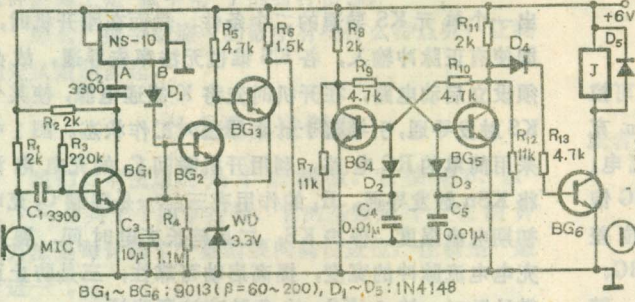 +6V
R5
4.7k
R6
1.5k
R8
2k
R11
2k
D4
D5
NS-10
A
B
C2
3300
D1
J
R9
4.7k
R10
4.7k
BG3
R2 2k
R1
2k
R3
220k
BG1
BG2
BG4
BG5
R12
11k
R13
4.7k
R7
11k
D2
D3
C1 3300
WD
3.3V
C4
0.01μ
C5
0.01μ
BG6
MIC
C3
10μ
R4
1.1M
BG1~BG6:9013(β=60~200), D1~D5:1N4148